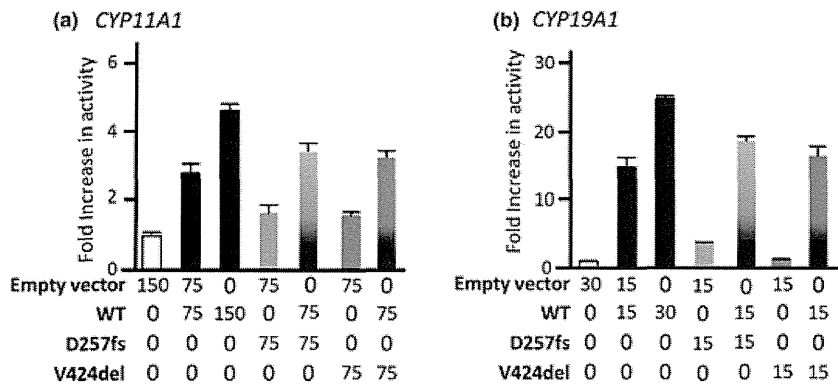 (a) CYP11A1
Fold Increase in activity
6
4
2
0
Empty vector 150 75 0 75 0 75 0
WT 0 75 150 0 75 0 75
D257fs 0 0 0 75 75 0 0
V424del 0 0 0 0 0 75 75
(b) CYP19A1
Fold Increase in activity
30
20
10
0
Empty vector 30 15 0 15 0 15 0
WT 0 15 30 0 15 0 15
D257fs 0 0 0 15 15 0 0
V424del 0 0 0 0 0 15 15